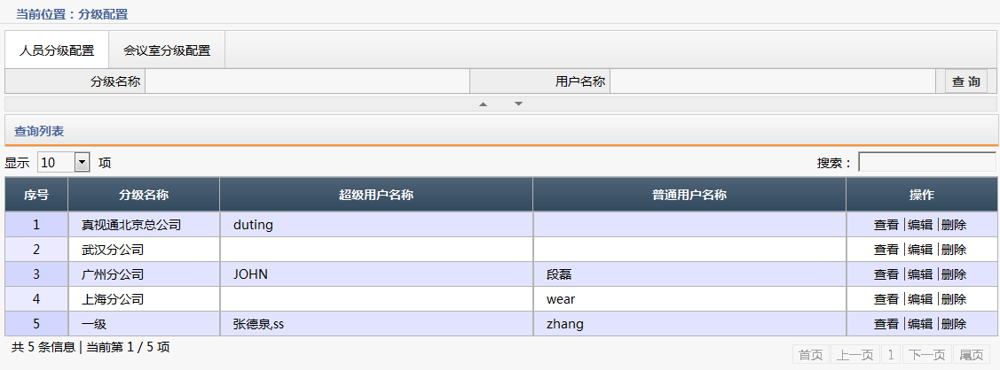 当前位置：分级配置
人员分级配置 会议室分级配置
分级名称 用户名称 查 询
查询列表
显示 10 项 搜索：
序号 分级名称 超级用户名称 普通用户名称 操作
1 真视通北京总公司 duting 查看 |编辑 |删除
2 武汉分公司 查看 |编辑 |删除
3 广州分公司 JOHN 段磊 查看 |编辑 |删除
4 上海分公司 wear 查看 |编辑 |删除
5 一级 张德泉,ss zhang 查看 |编辑 |删除
共 5 条信息 | 当前第 1 / 5 项
首页 上一页 1 下一页 尾页